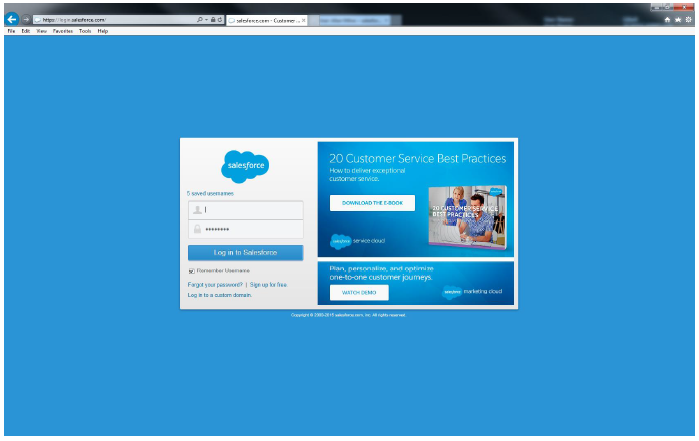 https://login.salesforce.com/
salesforce.com - Customer ...
File Edit View Favorites Tools Help
salesforce
5 saved usernames
Log in to Salesforce
Remember Username
Forgot your password? | Sign up for free
Log in to a custom domain.
20 Customer Service Best Practices
How to deliver exceptional
customer service.
DOWNLOAD THE E-BOOK
20 CUSTOMER SERVICE
BEST PRACTICES
salesforce service cloud
Plan, personalize, and optimize
one-to-one customer journeys.
WATCH DEMO
salesforce marketing cloud
Copyright © 2000-2015 salesforce.com, inc. All rights reserved.